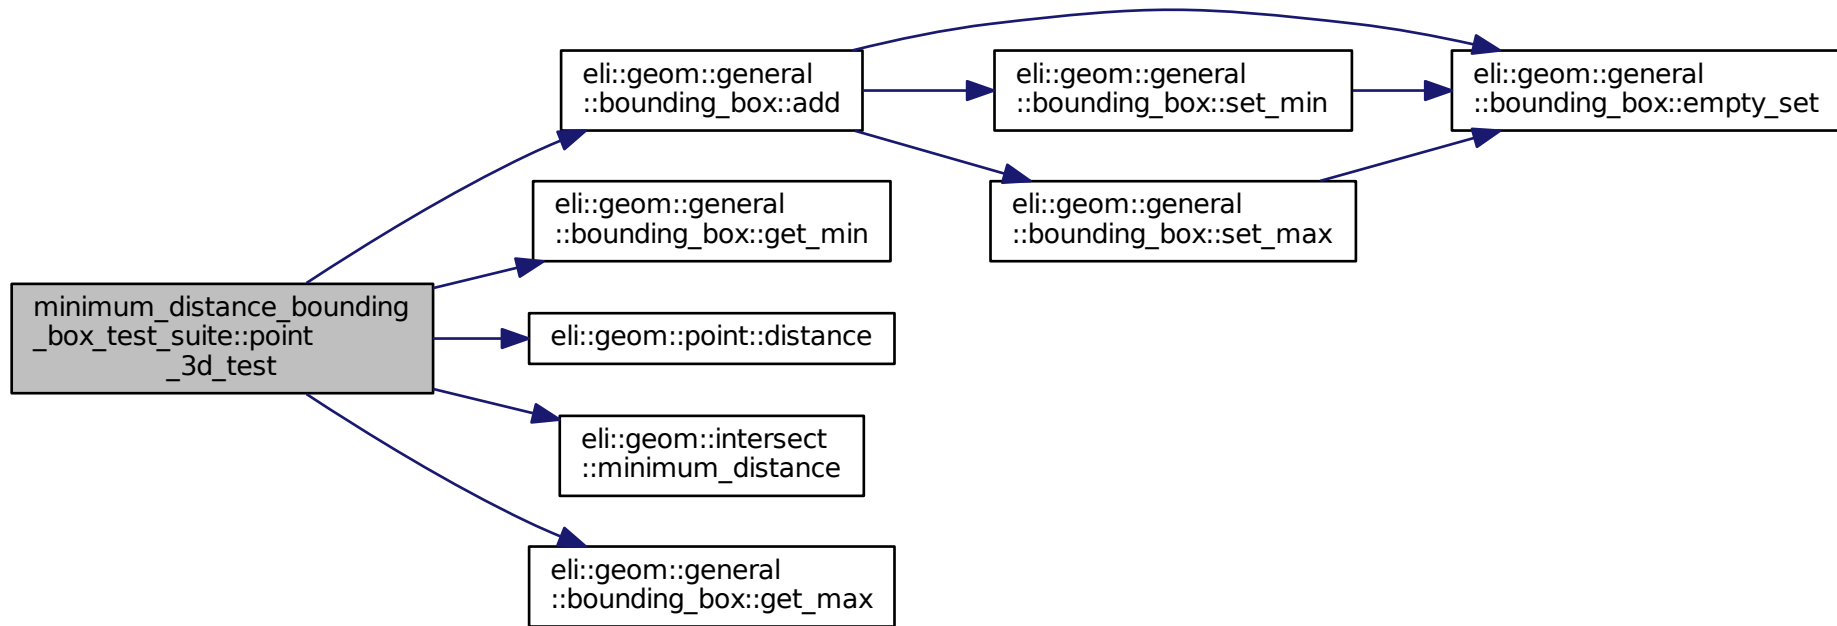 minimum_distance_bounding
_box_test_suite::point
_3d_test
eli::geom::general
::bounding_box::add
eli::geom::general
::bounding_box::get_min
eli::geom::point::distance
eli::geom::intersect
::minimum_distance
eli::geom::general
::bounding_box::get_max
eli::geom::general
::bounding_box::set_min
eli::geom::general
::bounding_box::set_max
eli::geom::general
::bounding_box::empty_set